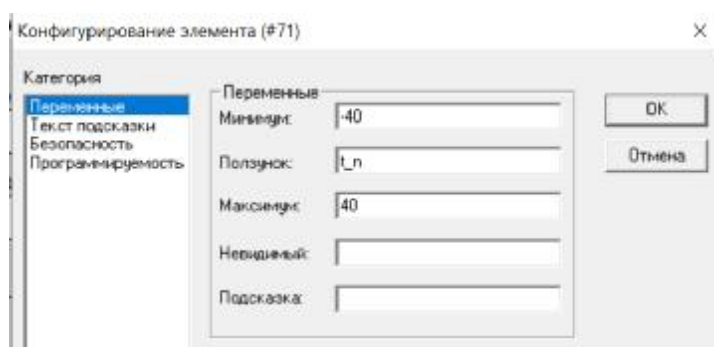 Конфигурирование элемента (#71)
Категория
Переменные
Текст подсказки
Безопасность
Программируемость
Переменные
Минимум: -40
Ползунок: t_n
Максимум: 40
Невидимый:
Подсказка:
OK
Отмена